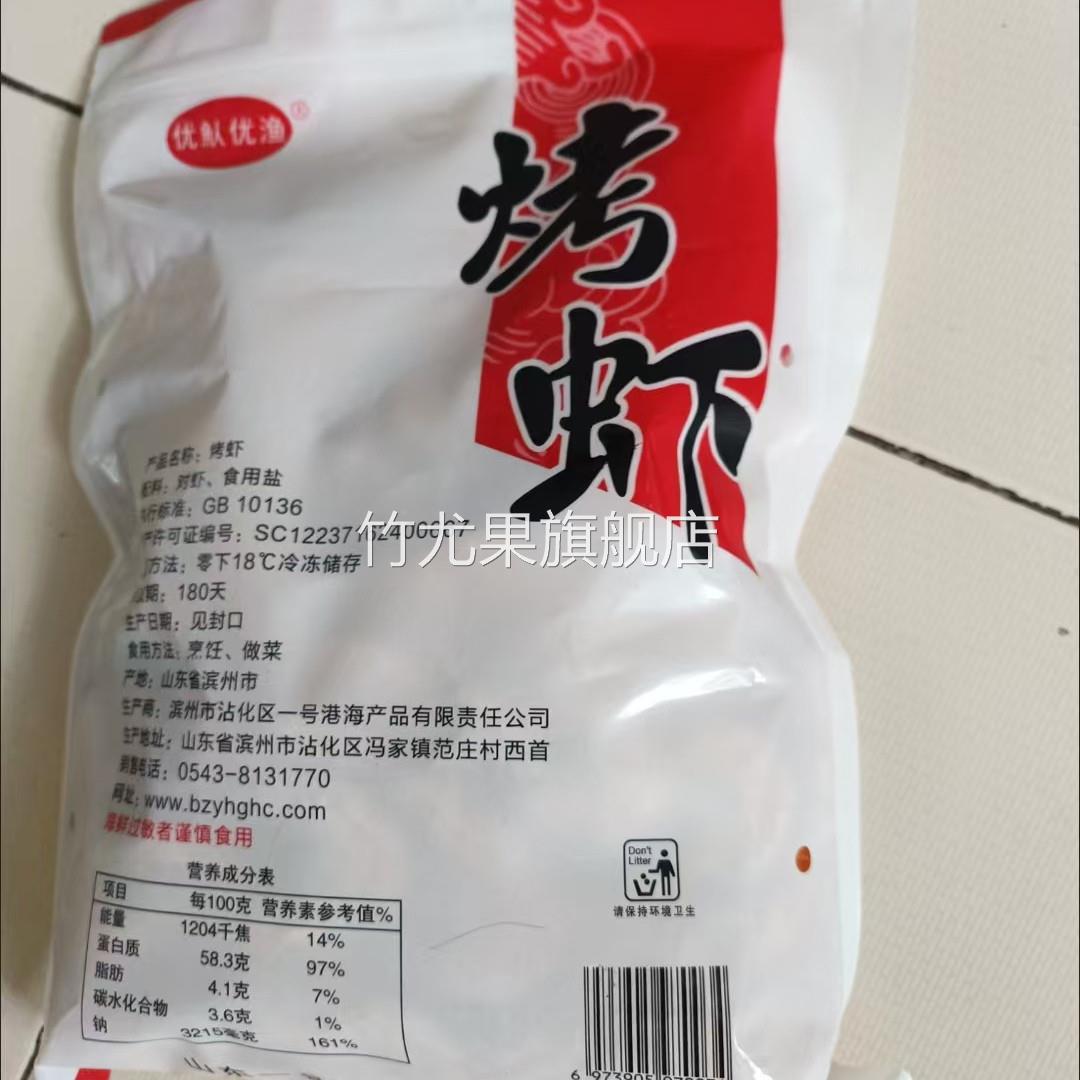 优魞优渔®
烤
虾
产品名称：烤虾
配料：对虾、食用盐
执行标准：GB 10136
产许可证编号：SC12237162400667
方法：零下18℃冷冻储存
期：180天
生产日期：见封口
食用方法：烹饪、做菜
产地：山东省滨州市
生产商：滨州市沾化区一号港海产品有限责任公司
生产地址：山东省滨州市沾化区冯家镇范庄村西首
销售电话：0543-8131770
网址：www.bzyhghc.com
海鲜过敏者谨慎食用
竹尤果旗舰店
营养成分表
项目 每100克 营养素参考值%
能量 1204千焦 14%
蛋白质 58.3克 97%
脂肪 4.1克 7%
碳水化合物 3.6克 1%
钠 3215毫克 161%
Don't
Litter
请保持环境卫生
6 973905